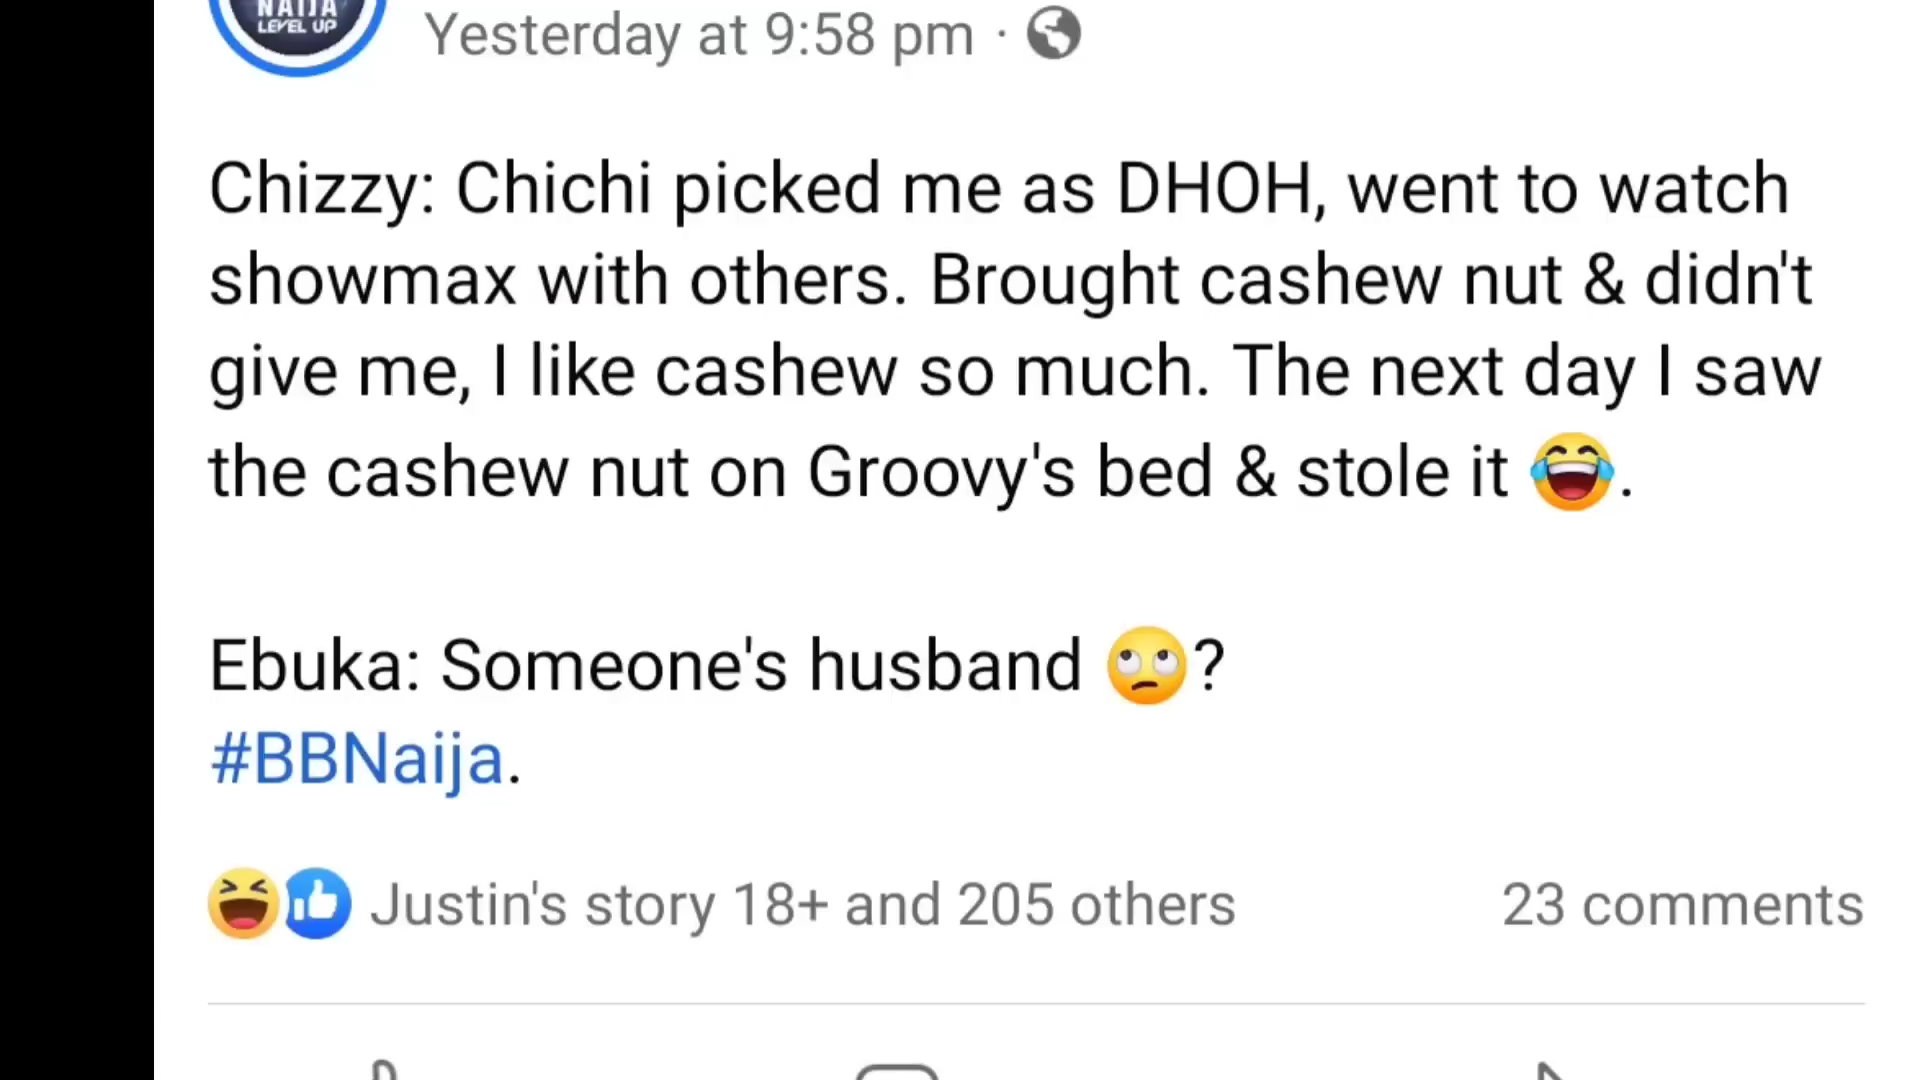 NAIJA
LEVEL UP
Yesterday at 9:58 pm ·
Chizzy: Chichi picked me as DHOH, went to watch
showmax with others. Brought cashew nut & didn't
give me, I like cashew so much. The next day I saw
the cashew nut on Groovy's bed & stole it 😂.
Ebuka: Someone's husband 🙄?
#BBNaija.
Justin's story 18+ and 205 others
23 comments